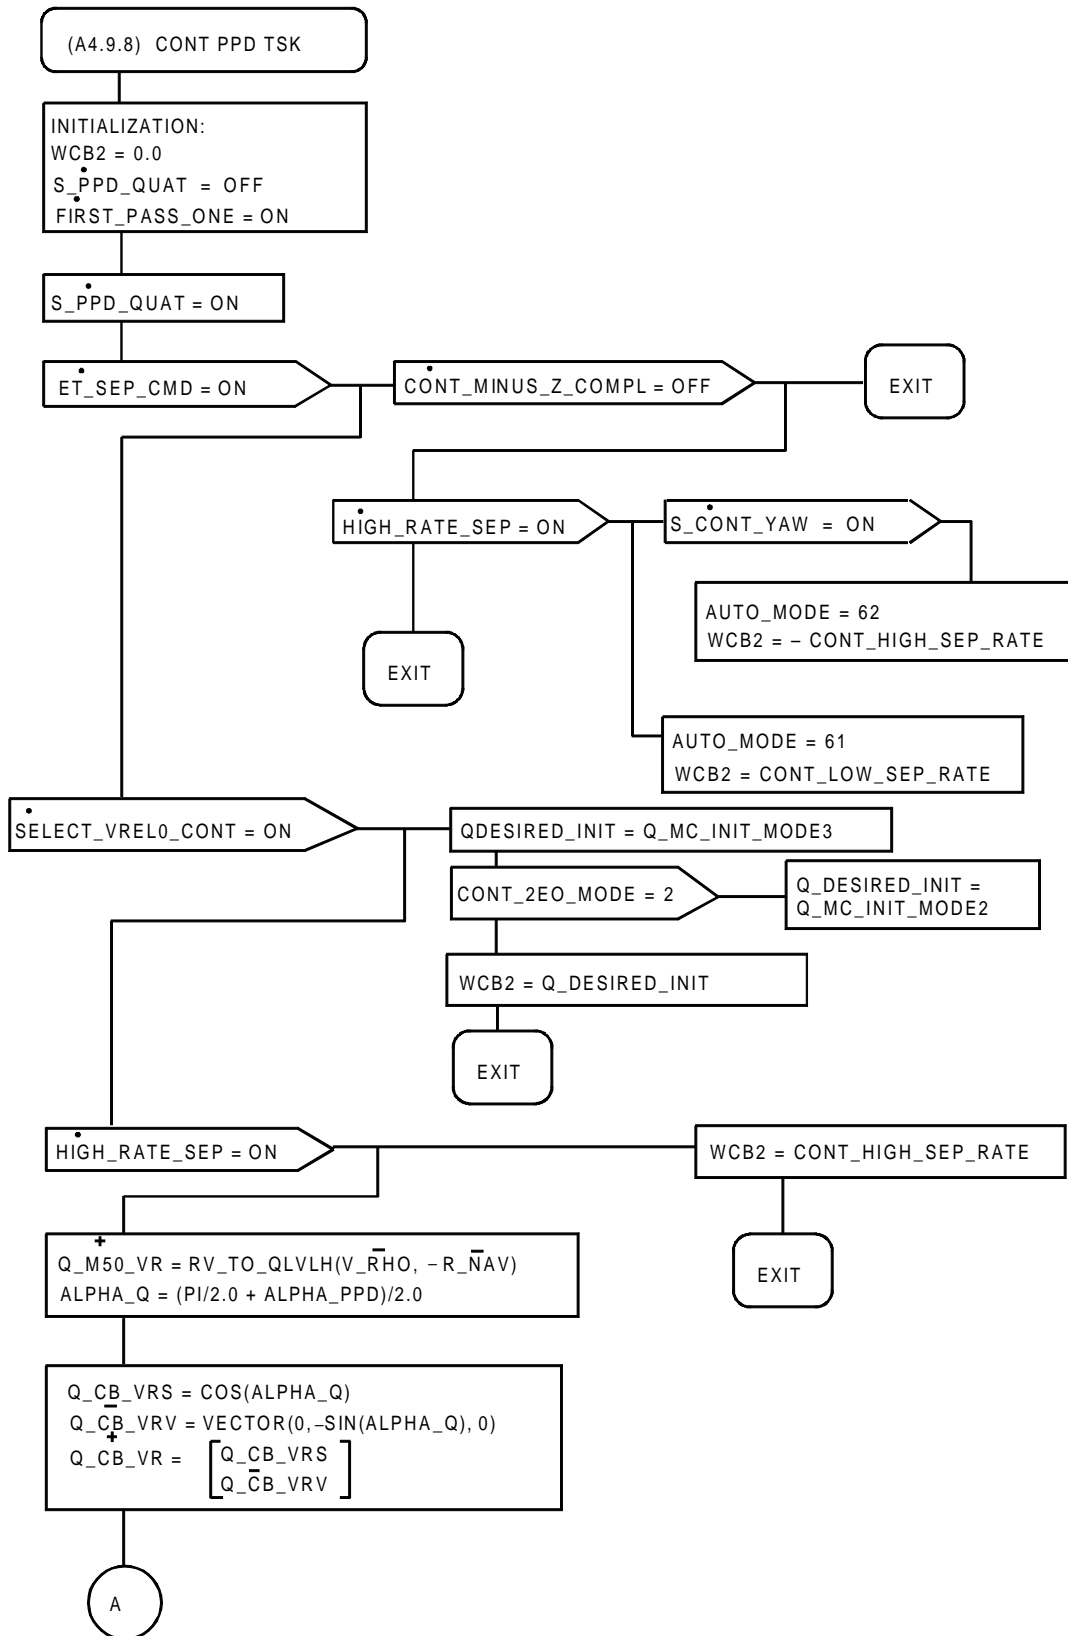 (A4.9.8) CONT PPD TSK
INITIALIZATION:
WCB2 = 0.0
S_PPD_QUAT = OFF
FIRST_PASS_ONE = ON
S_PPD_QUAT = ON
ET_SEP_CMD = ON
CONT_MINUS_Z_COMPL = OFF
EXIT
HIGH_RATE_SEP = ON
S_CONT_YAW = ON
AUTO_MODE = 62
WCB2 = – CONT_HIGH_SEP_RATE
EXIT
AUTO_MODE = 61
WCB2 = CONT_LOW_SEP_RATE
SELECT_VREL0_CONT = ON
QDESIRED_INIT = Q_MC_INIT_MODE3
CONT_2EO_MODE = 2
Q_DESIRED_INIT =
Q_MC_INIT_MODE2
WCB2 = Q_DESIRED_INIT
EXIT
HIGH_RATE_SEP = ON
WCB2 = CONT_HIGH_SEP_RATE
EXIT
Q_M50_VR = RV_TO_QLVLH(V_RHO, –R_NAV)
ALPHA_Q = (PI/2.0 + ALPHA_PPD)/2.0
Q_CB_VRS = COS(ALPHA_Q)
Q_CB_VRV = VECTOR(0,–SIN(ALPHA_Q), 0)
Q_CB_VR = [Q_CB_VRS
Q_CB_VRV]
A